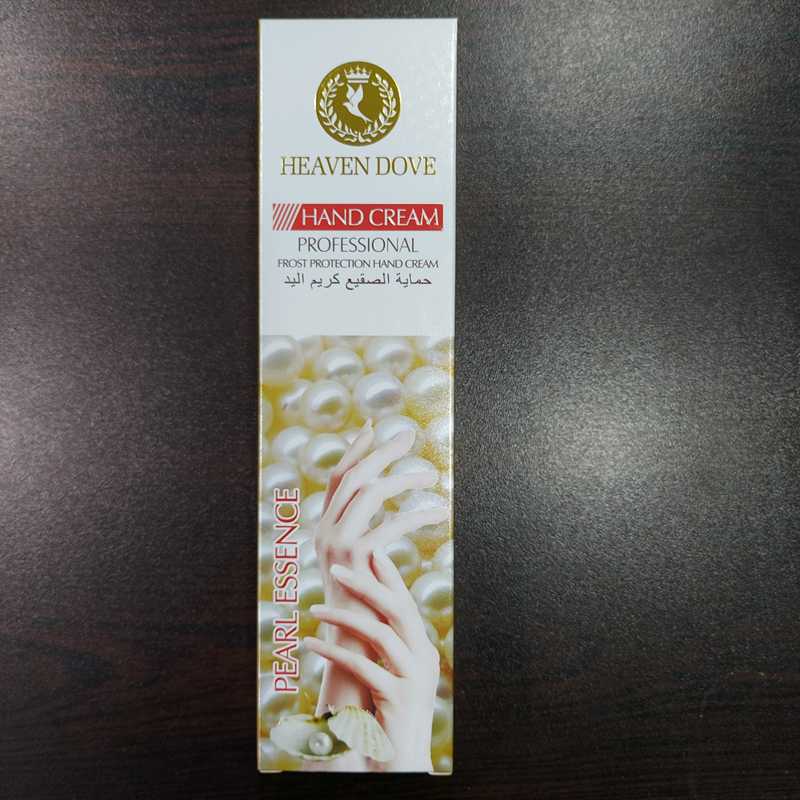 HEAVEN DOVE
HAND CREAM
PROFESSIONAL
FROST PROTECTION HAND CREAM
حماية الصقيع كريم اليد
PEARL ESSENCE